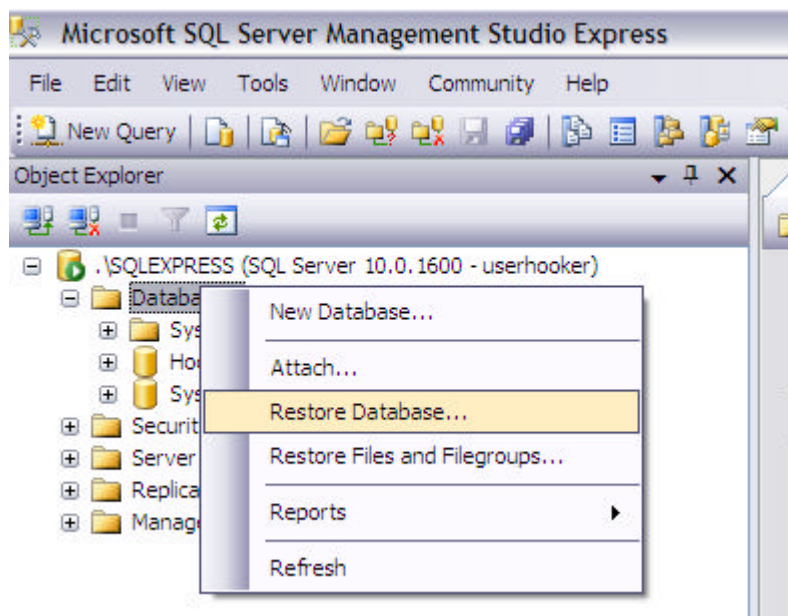 Microsoft SQL Server Management Studio Express
File Edit View Tools Window Community Help
New Query
Object Explorer
.\SQLEXPRESS (SQL Server 10.0.1600 - userhooker)
Databa
Sys
Ho
Sys
Securit
Server
Replica
Manag
New Database...
Attach...
Restore Database...
Restore Files and Filegroups...
Reports
Refresh